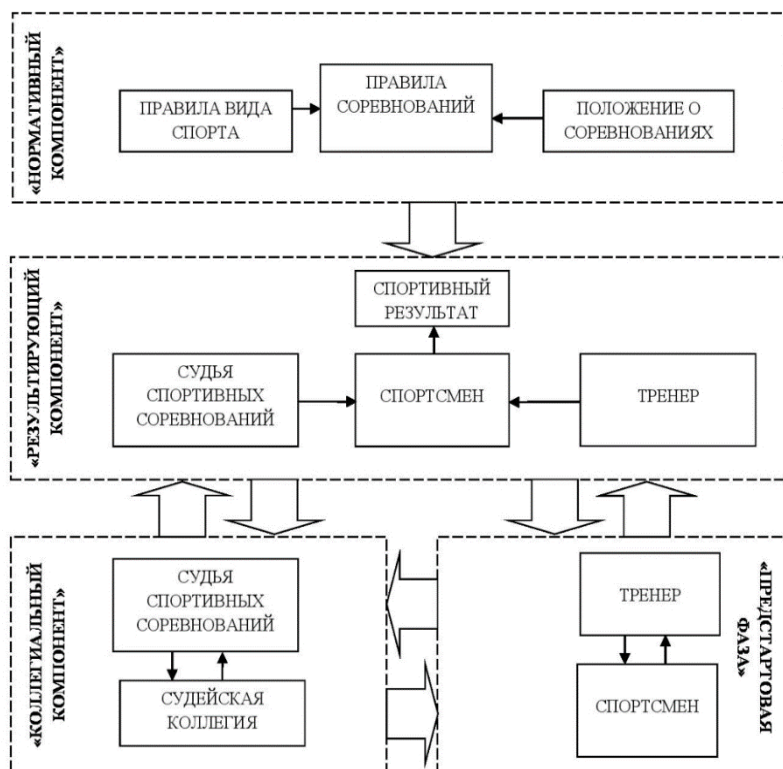 «НОРМАТИВНЫЙ
КОМПОНЕНТ»
ПРАВИЛА ВИДА
СПОРТА
ПРАВИЛА
СОРЕВНОВАНИЙ
ПОЛОЖЕНИЕ О
СОРЕВНОВАНИЯХ
«РЕЗУЛЬТИРУЮЩИЙ
КОМПОНЕНТ»
СПОРТИВНЫЙ
РЕЗУЛЬТАТ
СУДЬЯ
СПОРТИВНЫХ
СОРЕВНОВАНИЙ
СПОРТСМЕН
ТРЕНЕР
«КОЛЛЕГИАЛЬНЫЙ
КОМПОНЕНТ»
СУДЬЯ
СПОРТИВНЫХ
СОРЕВНОВАНИЙ
СУДЕЙСКАЯ
КОЛЛЕГИЯ
ТРЕНЕР
СПОРТСМЕН
«ПРЕДСТАРТОВАЯ
ФАЗА»